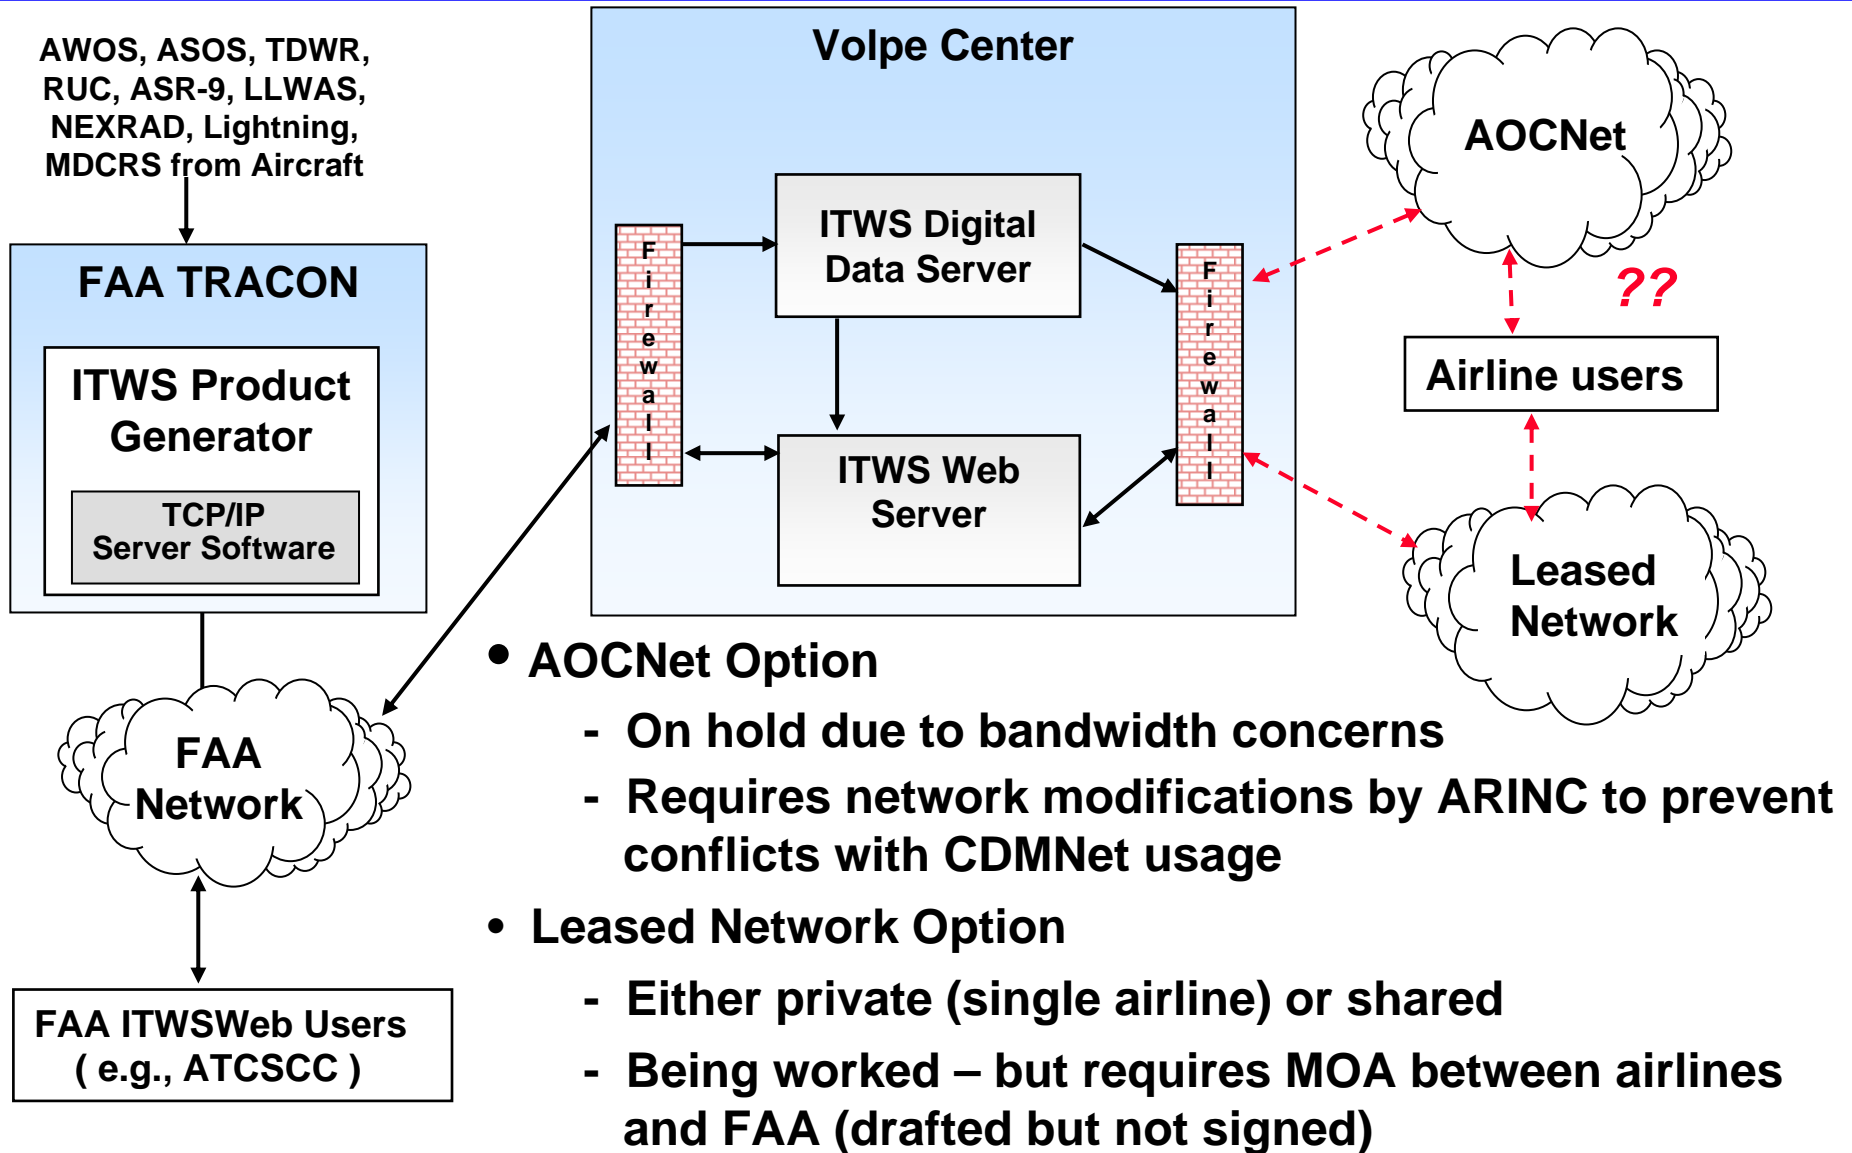 AWOS, ASOS, TDWR,
RUC, ASR-9, LLWAS,
NEXRAD, Lightning,
MDCRS from Aircraft
FAA TRACON
ITWS Product
Generator
TCP/IP
Server Software
FAA
Network
FAA ITWSWeb Users
( e.g., ATCSCC )
Volpe Center
Firewall
ITWS Digital
Data Server
ITWS Web
Server
Firewall
AOCNet
??
Airline users
Leased
Network
• AOCNet Option
- On hold due to bandwidth concerns
- Requires network modifications by ARINC to prevent
conflicts with CDMNet usage
• Leased Network Option
- Either private (single airline) or shared
- Being worked – but requires MOA between airlines
and FAA (drafted but not signed)